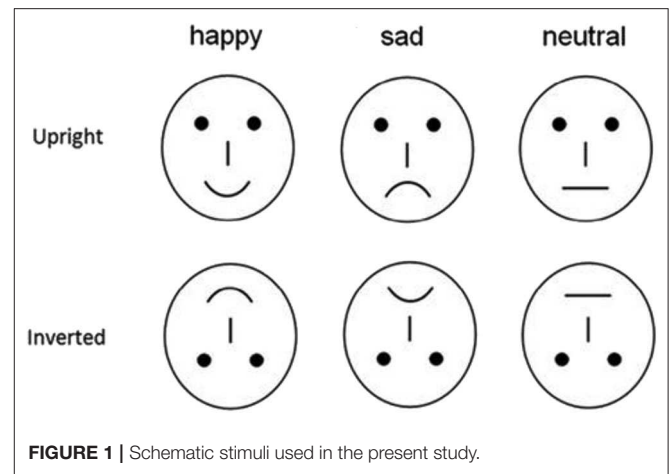 happy sad neutral
Upright
Inverted
FIGURE 1 | Schematic stimuli used in the present study.